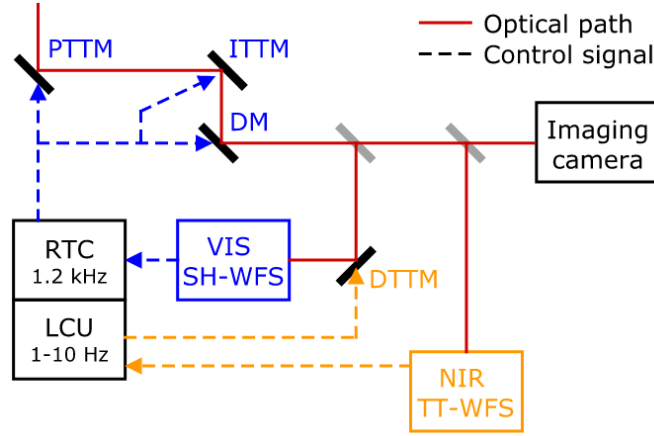 PTTM
ITTM
Optical path
Control signal
DM
Imaging
camera
RTC
1.2 kHz
VIS
SH-WFS
DTTM
LCU
1-10 Hz
NIR
TT-WFS